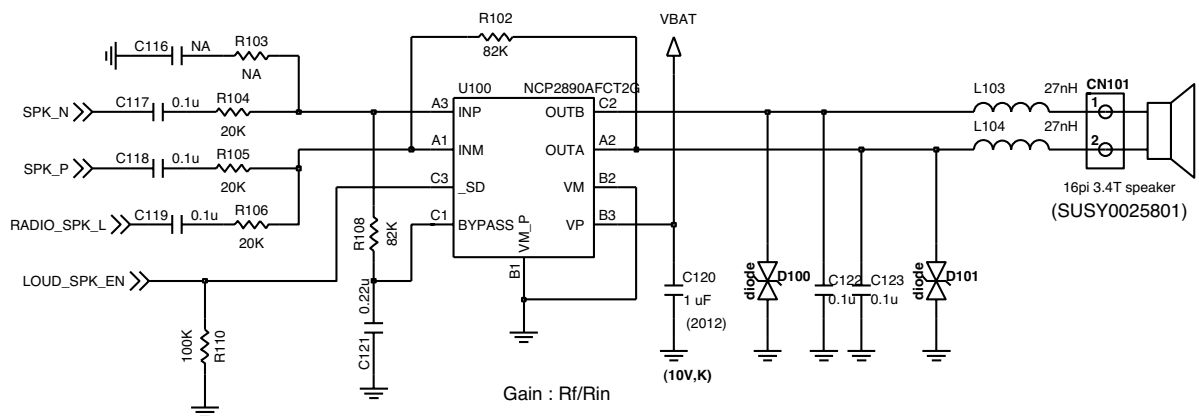 R102
82K
VBAT
C116
NA
R103
NA
U100
NCP2890AFCT2G
SPK_N
C117
0.1u
R104
20K
A3
INP
OUTB
C2
L103
27nH
CN101
1
SPK_P
C118
0.1u
R105
20K
A1
INM
OUTA
A2
L104
27nH
2
C3
_SD
VM
B2
16pi 3.4T speaker
(SUSY0025801)
RADIO_SPK_L
C119
0.1u
R106
20K
R108
82K
C1
BYPASS
VM_P
B1
VP
B3
LOUD_SPK_EN
100K
R110
0.22u
C121
C120
1 uF
(2012)
(10V,K)
diode
D100
C122
0.1u
C123
0.1u
diode
D101
Gain : Rf/Rin